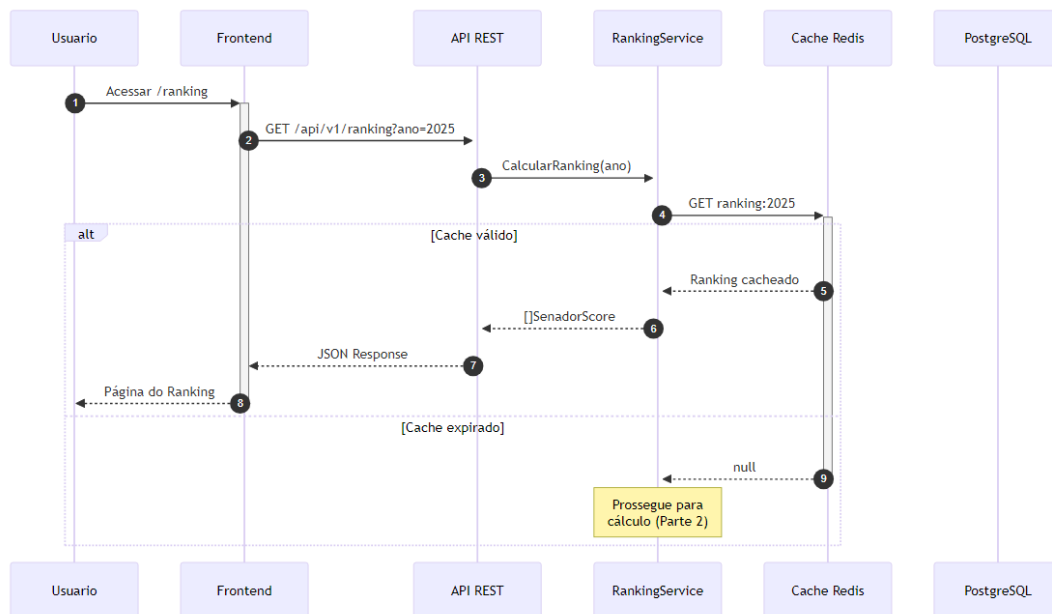 Usuario
Frontend
API REST
RankingService
Cache Redis
PostgreSQL
Acessar /ranking
1
GET /api/v1/ranking?ano=2025
2
CalcularRanking(ano)
3
GET ranking:2025
4
alt
[Cache válido]
Ranking cacheado
5
[]SenadorScore
6
JSON Response
7
Página do Ranking
8
[Cache expirado]
null
9
Prossegue para
cálculo (Parte 2)
Usuario
Frontend
API REST
RankingService
Cache Redis
PostgreSQL